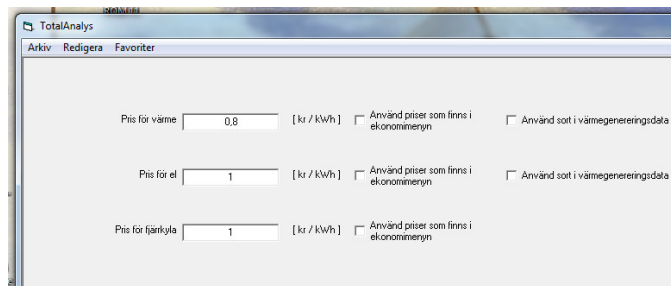 TotalAnalys
Arkiv Redigera Favoriter
Pris för värme 0,8 [ kr / kWh ] Använd priser som finns i ekonomimenyn Använd sort i värmegenereringsdata
Pris för el 1 [ kr / kWh ] Använd priser som finns i ekonomimenyn Använd sort i värmegenereringsdata
Pris för fjärrkyla 1 [ kr / kWh ] Använd priser som finns i ekonomimenyn